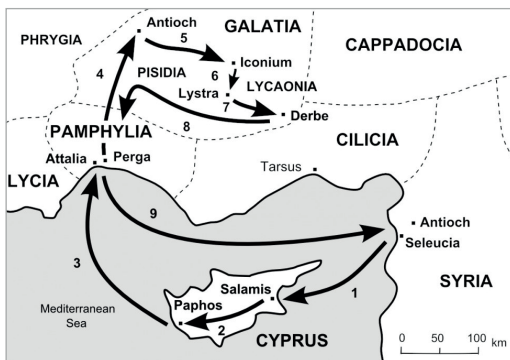 Antioch
GALATIA
PHRYGIA
5
CAPPADOCIA
Iconium
4
PISIDIA
6
LYCAONIA
Lystra
7
Derbe
8
PAMPHYLIA
CILICIA
Attalia
Perga
Tarsus
LYCIA
9
Antioch
Seleucia
3
SYRIA
Salamis
1
Paphos
Mediterranean
Sea
2
CYPRUS
0 50 100
km